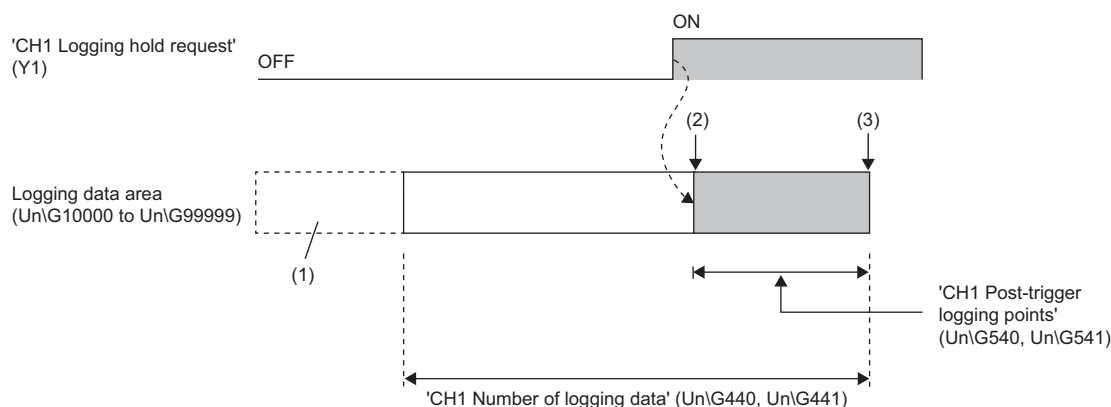 ON
'CH1 Logging hold request'
(Y1)
OFF
(2)
(3)
Logging data area
(Un\G10000 to Un\G99999)
(1)
'CH1 Post-trigger
logging points'
(Un\G540, Un\G541)
'CH1 Number of logging data' (Un\G440, Un\G441)